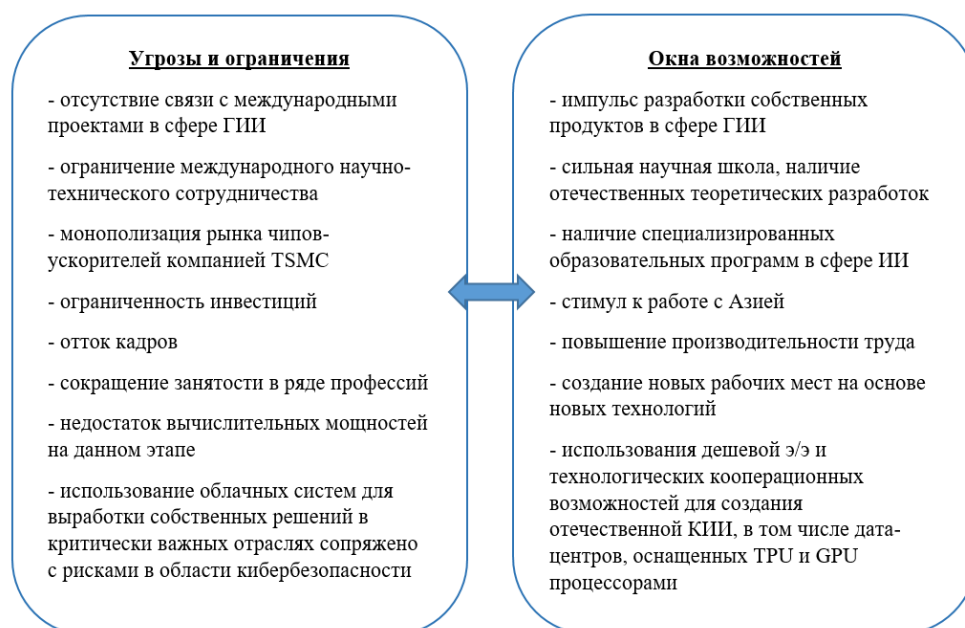 Угрозы и ограничения
- отсутствие связи с международными
проектами в сфере ГИИ
- ограничение международного научно-
технического сотрудничества
- монополизация рынка чипов-
ускорителей компанией TSMC
- ограниченность инвестиций
- отток кадров
- сокращение занятости в ряде профессий
- недостаток вычислительных мощностей
на данном этапе
- использование облачных систем для
выработки собственных решений в
критически важных отраслях сопряжено
с рисками в области кибербезопасности
Окна возможностей
- импульс разработки собственных
продуктов в сфере ГИИ
- сильная научная школа, наличие
отечественных теоретических разработок
- наличие специализированных
образовательных программ в сфере ИИ
- стимул к работе с Азией
- повышение производительности труда
- создание новых рабочих мест на основе
новых технологий
- использования дешевой э/э и
технологических кооперационных
возможностей для создания
отечественной КИИ, в том числе дата-
центров, оснащенных TPU и GPU
процессорами